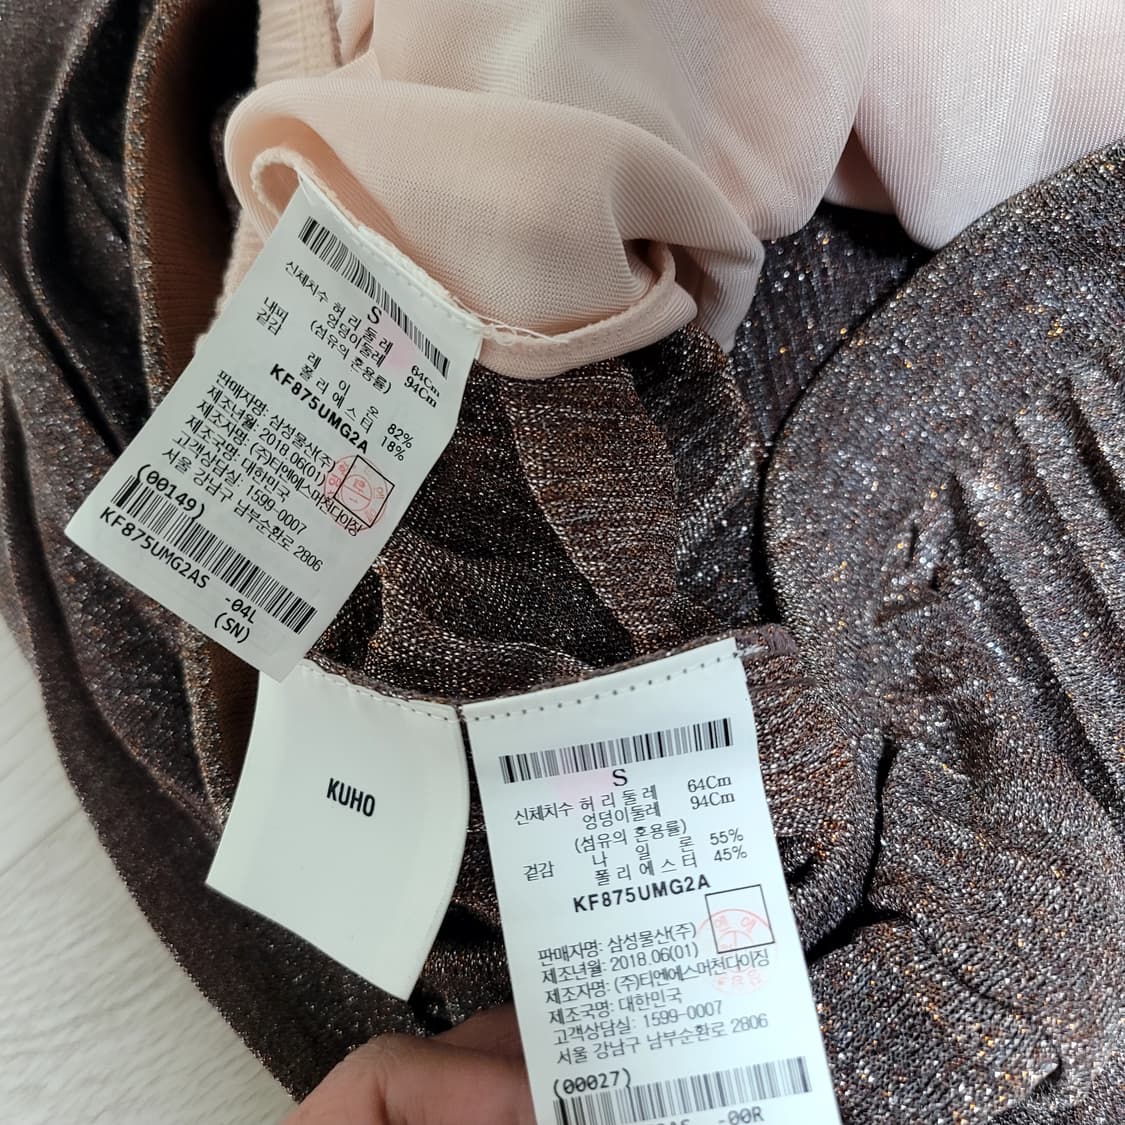 S
신체치수 허 리 둘 레 64Cm
엉덩이둘레 94Cm
(섬유의 혼용률)
내피
겉감
레 이 온 82%
폴 리 에 스 터 18%
KF875UMG2A
판매자명: 삼성물산(주)
제조년월: 2018.06(01)
제조자명: (주)티엔에스머천다이징
제조국명: 대한민국
고객상담실: 1599-0007
서울 강남구 남부순환로 2806
(00149)
KF875UMG2AS -04L
(SN)
KUHO
S
신체치수 허 리 둘 레 64Cm
엉덩이둘레 94Cm
(섬유의 혼용률)
겉감 나 일 론 55%
폴 리 에 스 터 45%
KF875UMG2A
판매자명: 삼성물산(주)
제조년월: 2018.06(01)
제조자명: (주)티엔에스머천다이징
제조국명: 대한민국
고객상담실: 1599-0007
서울 강남구 남부순환로 2806
(00027)
-00R